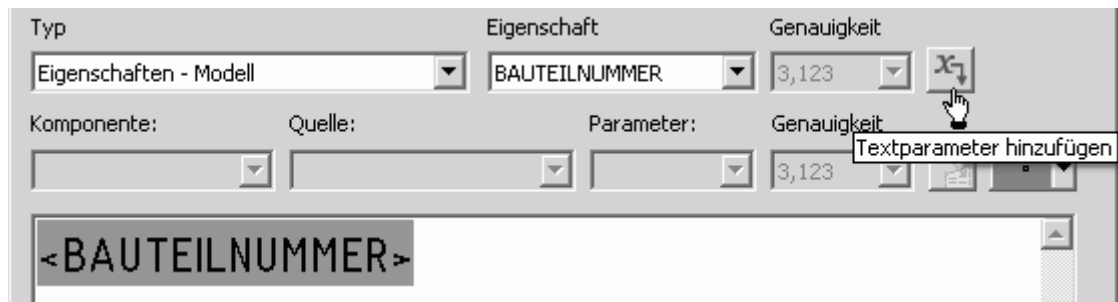 Typ Eigenschaft Genauigkeit
Eigenschaften - Modell BAUTEILNUMMER 3,123
Komponente: Quelle: Parameter: Genauigkeit
Textparameter hinzufügen
3,123
<BAUTEILNUMMER>